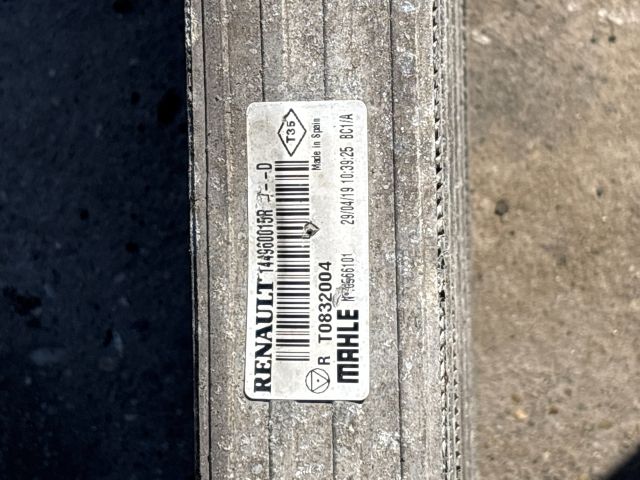 RENAULT 144960015R --D
T35
R T0832004
Made in Spain
MAHLE
29/04/19 10:39:25 BC1/A